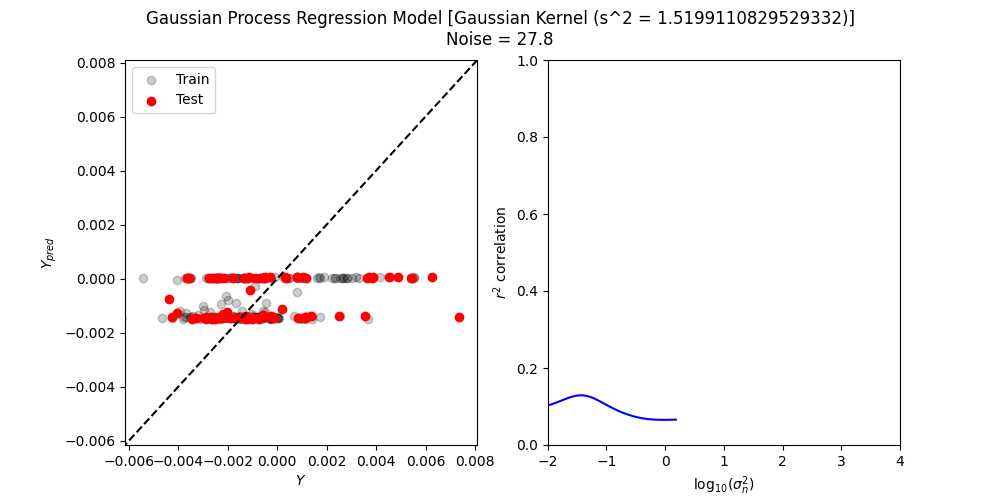 Gaussian Process Regression Model [Gaussian Kernel (s^2 = 1.5199110829529332)]
Noise = 27.8
Train
Test
0.008
0.006
0.004
0.002
0.000
−0.002
−0.004
−0.006
Y_pred
−0.006 −0.004 −0.002 0.000 0.002 0.004 0.006 0.008
Y
1.0
0.8
0.6
0.4
0.2
0.0
r² correlation
−2 −1 0 1 2 3 4
log₁₀(σₙ²)